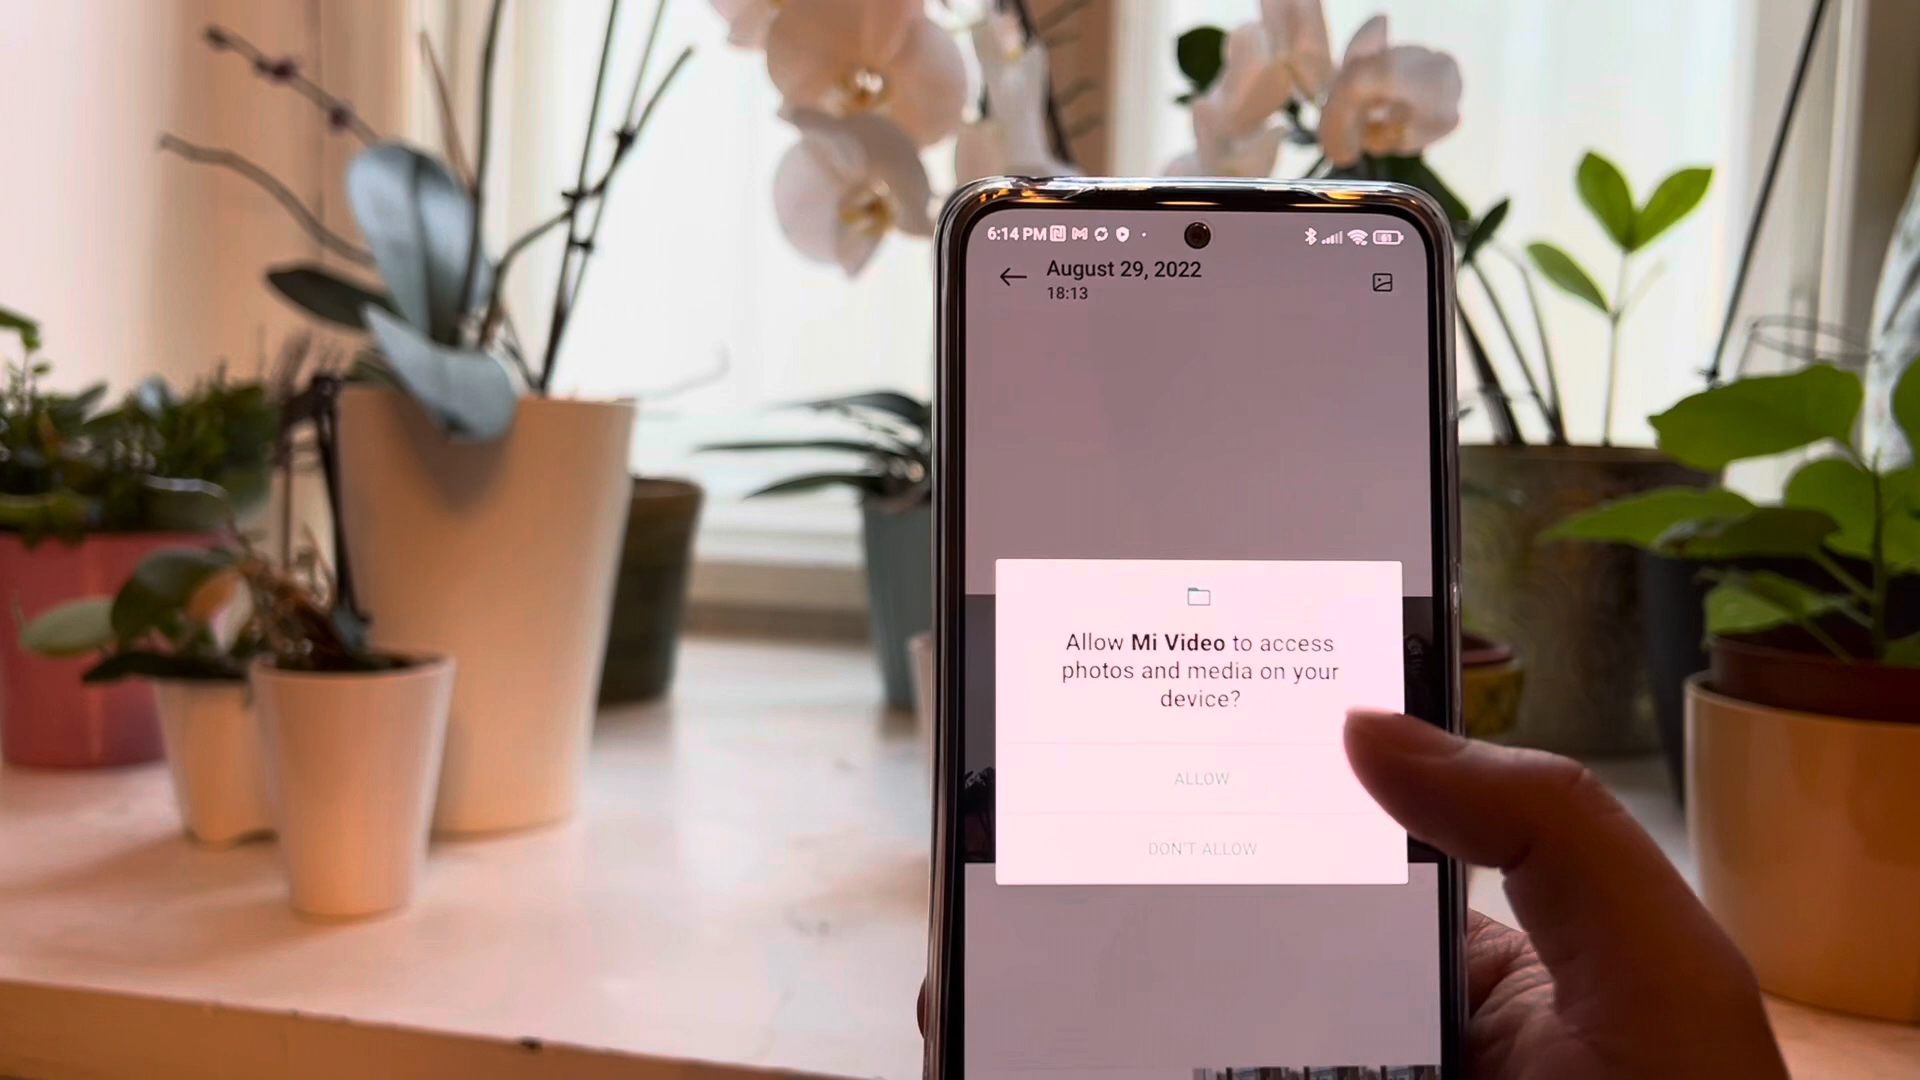 6:14 PM
61
August 29, 2022
18:13
Allow Mi Video to access
photos and media on your
device?
ALLOW
DON'T ALLOW